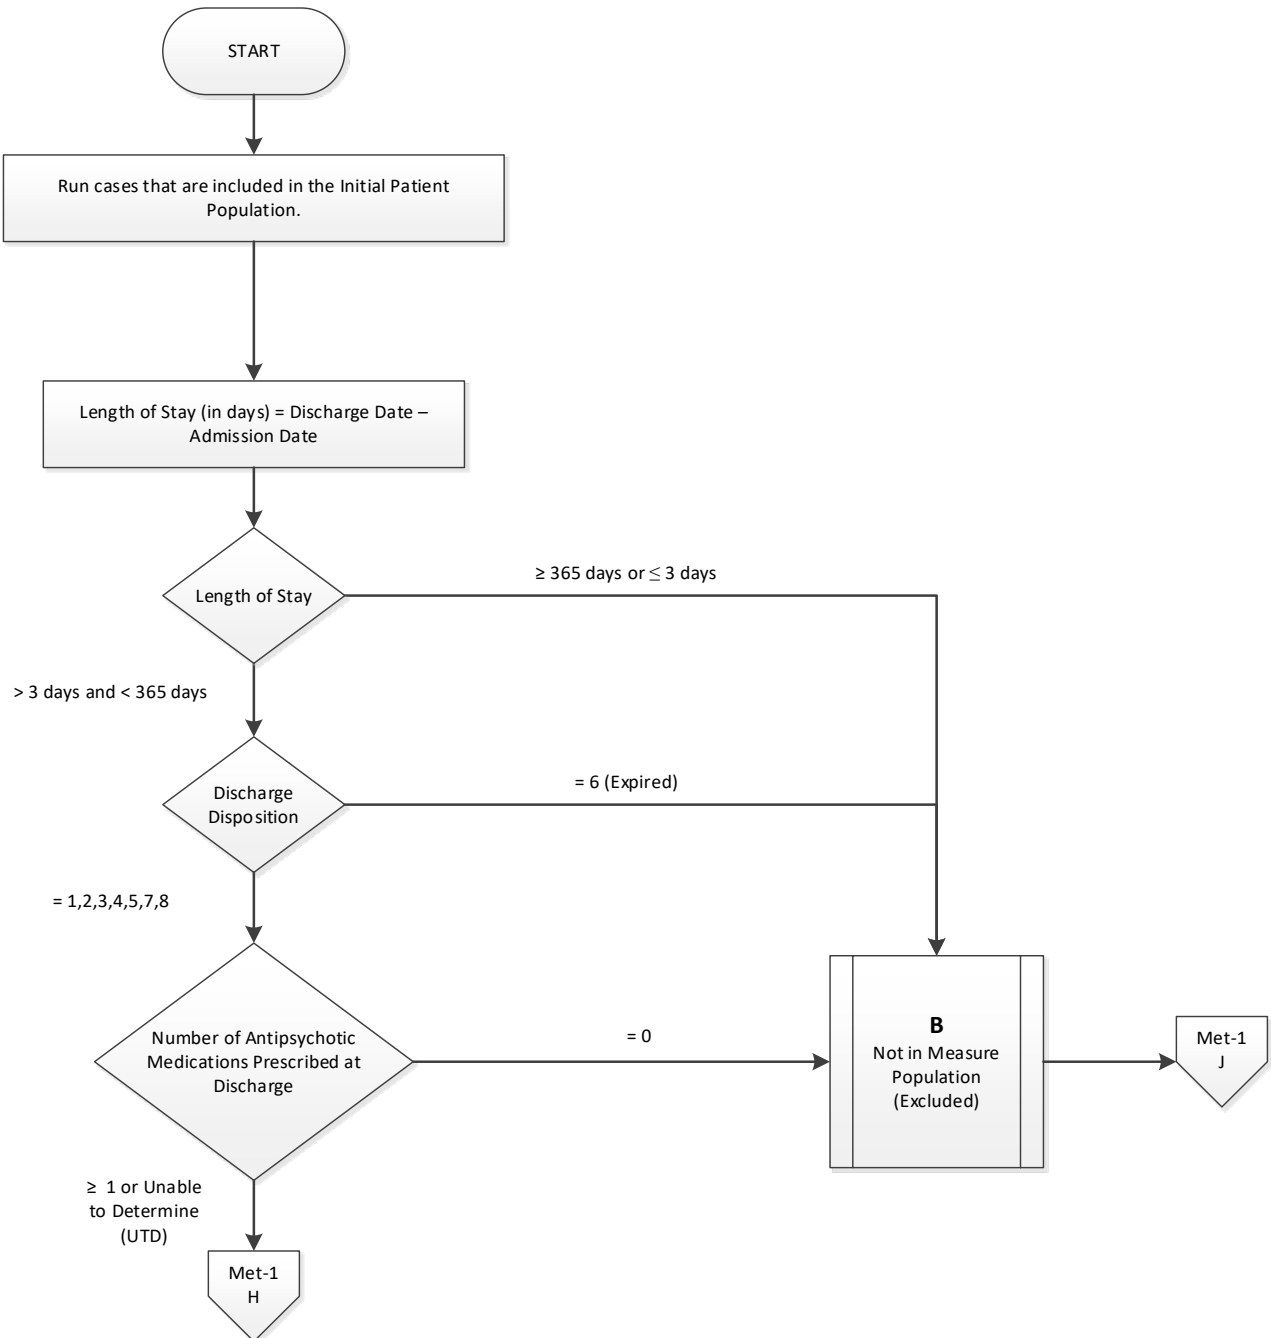 START
Run cases that are included in the Initial Patient
Population.
Length of Stay (in days) = Discharge Date –
Admission Date
Length of Stay
≥ 365 days or ≤ 3 days
> 3 days and < 365 days
Discharge
Disposition
= 6 (Expired)
= 1,2,3,4,5,7,8
Number of Antipsychotic
Medications Prescribed at
Discharge
= 0
B
Not in Measure
Population
(Excluded)
Met-1
J
≥ 1 or Unable
to Determine
(UTD)
Met-1
H